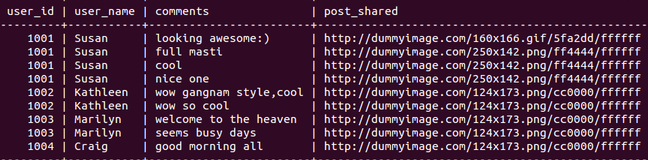 user_id | user_name | comments | post_shared
1001 | Susan | looking awesome:) | http://dummyimage.com/160x166.gif/5fa2dd/ffffff
1001 | Susan | full masti | http://dummyimage.com/250x142.png/ff4444/ffffff
1001 | Susan | cool | http://dummyimage.com/250x142.png/ff4444/ffffff
1001 | Susan | nice one | http://dummyimage.com/250x142.png/ff4444/ffffff
1002 | Kathleen | wow gangnam style,cool | http://dummyimage.com/124x173.png/cc0000/ffffff
1002 | Kathleen | wow so cool | http://dummyimage.com/124x173.png/cc0000/ffffff
1003 | Marilyn | welcome to the heaven | http://dummyimage.com/124x173.png/cc0000/ffffff
1003 | Marilyn | seems busy days | http://dummyimage.com/124x173.png/cc0000/ffffff
1004 | Craig | good morning all | http://dummyimage.com/124x173.png/cc0000/ffffff